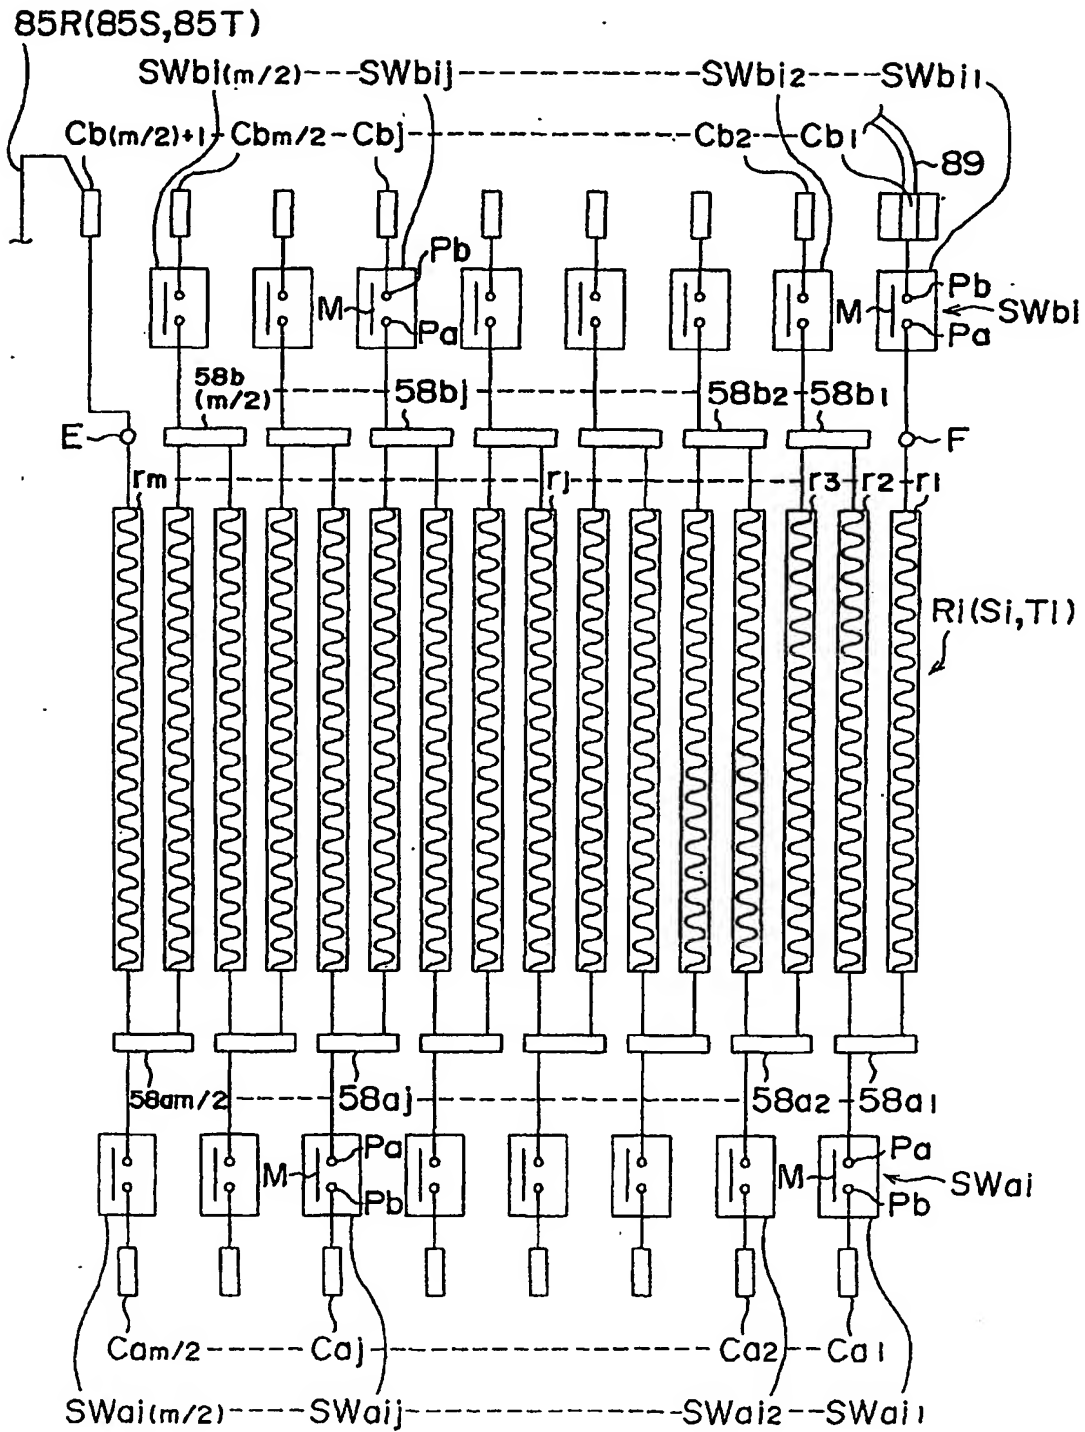 85R(85S,85T)
SWbi(m/2)---SWbij----------SWbi2----SWbi1
Cb(m/2)+1-Cbm/2-Cbj------------Cb2---Cb1
89
Pb
Pb
M
M
SWbi
Pa
Pa
58b(m/2)-----58bj-----------58b2-58b1
E
F
rm---------------rj----------r3-r2-r1
Ri(Si,Ti)
58am/2------58aj--------------58a2-58a1
Pa
Pa
M
M
SWai
Pb
Pb
Cam/2-----Caj---------------Ca2--Ca1
SWai(m/2)----SWaij------------SWai2--SWai1